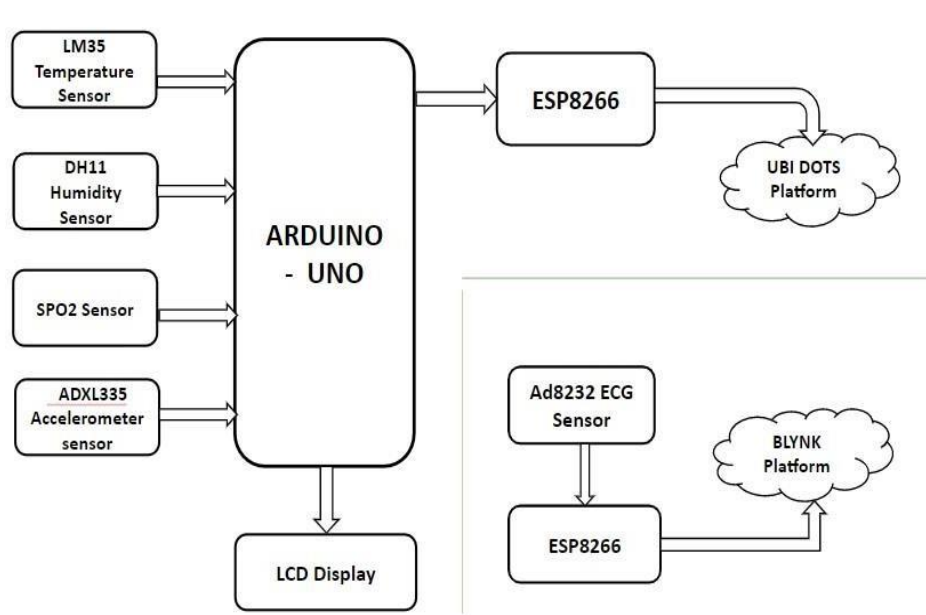 LM35
Temperature
Sensor
DH11
Humidity
Sensor
SPO2 Sensor
ADXL335
Accelerometer
sensor
ARDUINO
- UNO
LCD Display
ESP8266
UBI DOTS
Platform
Ad8232 ECG
Sensor
ESP8266
BLYNK
Platform